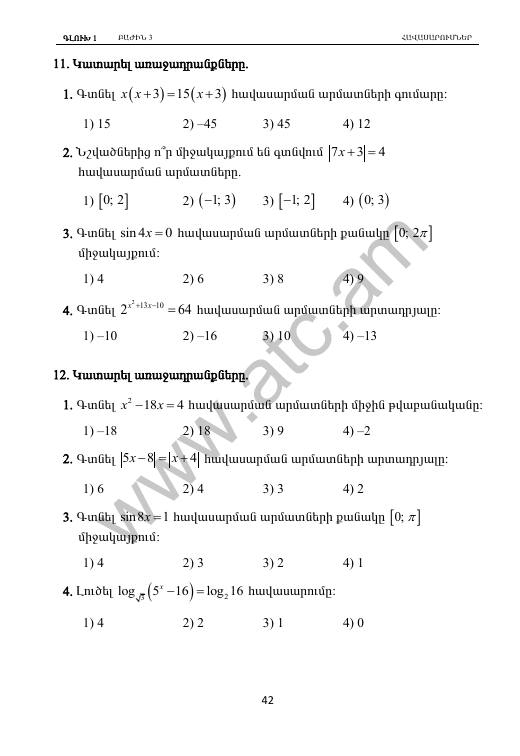 ԳԼՈՒԽ 1 ԲԱԺԻՆ 3 ՀԱՎԱՍԱՐՈՒՄՆԵՐ
11. Կատարել առաջադրանքները.
1. Գտնել x(x+3)=15(x+3) հավասարման արմատների գումարը:
1) 15 2) –45 3) 45 4) 12
2. Նշվածներից ո՞ր միջակայքում են գտնվում |7x+3|=4
հավասարման արմատները.
1) [0; 2] 2) (−1; 3) 3) [−1; 2] 4) (0; 3)
3. Գտնել sin 4x = 0 հավասարման արմատների քանակը [0; 2π]
միջակայքում:
1) 4 2) 6 3) 8 4) 9
4. Գտնել 2^{x²+13x−10} = 64 հավասարման արմատների արտադրյալը:
1) –10 2) –16 3) 10 4) –13
12. Կատարել առաջադրանքները.
1. Գտնել x² −18x = 4 հավասարման արմատների միջին թվաբանականը:
1) –18 2) 18 3) 9 4) –2
2. Գտնել |5x−8|=|x+4| հավասարման արմատների արտադրյալը:
1) 6 2) 4 3) 3 4) 2
3. Գտնել sin8x=1 հավասարման արմատների քանակը [0; π]
միջակայքում:
1) 4 2) 3 3) 2 4) 1
4. Լուծել log_{√3}(5^x −16)=log_2 16 հավասարումը:
1) 4 2) 2 3) 1 4) 0
42
www.atc.am